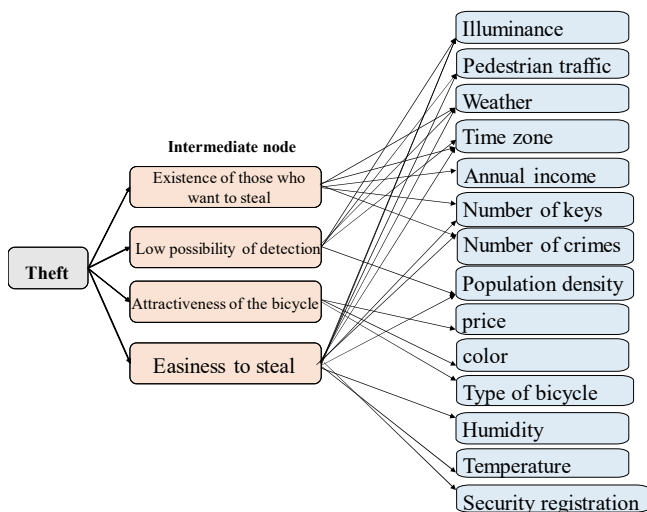 Intermediate node
Theft
Existence of those who
want to steal
Low possibility of detection
Attractiveness of the bicycle
Easiness to steal
Illuminance
Pedestrian traffic
Weather
Time zone
Annual income
Number of keys
Number of crimes
Population density
price
color
Type of bicycle
Humidity
Temperature
Security registration